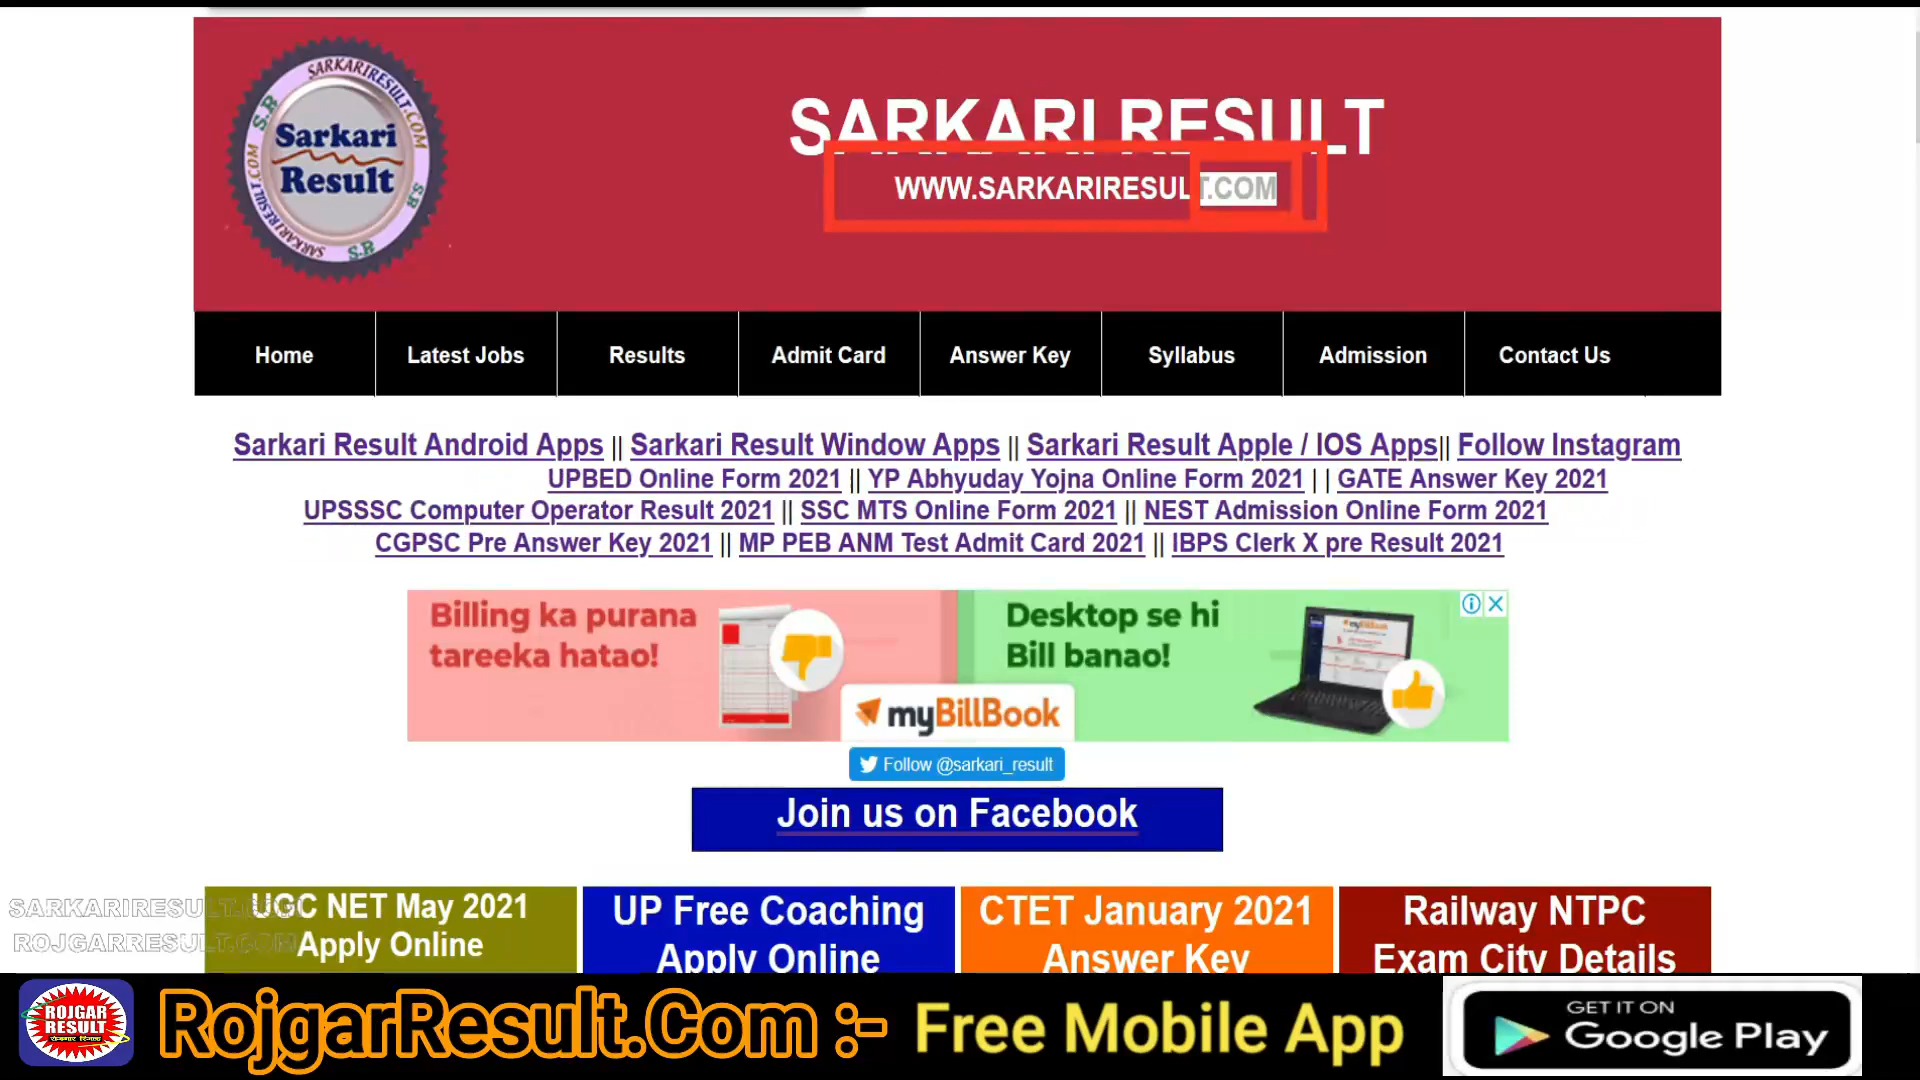 SARKARIRESULT.COM
S.R
SARKARIRESULT.COM
S.R
SARKARIRESULT.COM
S.R
Sarkari
Result
SARKARI RESULT
WWW.SARKARIRESULT.COM
Home
Latest Jobs
Results
Admit Card
Answer Key
Syllabus
Admission
Contact Us
Sarkari Result Android Apps || Sarkari Result Window Apps || Sarkari Result Apple / IOS Apps|| Follow Instagram
UPBED Online Form 2021 || YP Abhyuday Yojna Online Form 2021 | | GATE Answer Key 2021
UPSSSC Computer Operator Result 2021 || SSC MTS Online Form 2021 || NEST Admission Online Form 2021
CGPSC Pre Answer Key 2021 || MP PEB ANM Test Admit Card 2021 || IBPS Clerk X pre Result 2021
Billing ka purana
tareeka hatao!
Desktop se hi
Bill banao!
myBillBook
Follow @sarkari_result
Join us on Facebook
UGC NET May 2021
Apply Online
UP Free Coaching
Apply Online
CTET January 2021
Answer Key
Railway NTPC
Exam City Details
SARKARIRESULT.COM
ROJGARRESULT.COM
ROJGAR
RESULT
RojgarResult.Com :-
Free Mobile App
GET IT ON
Google Play